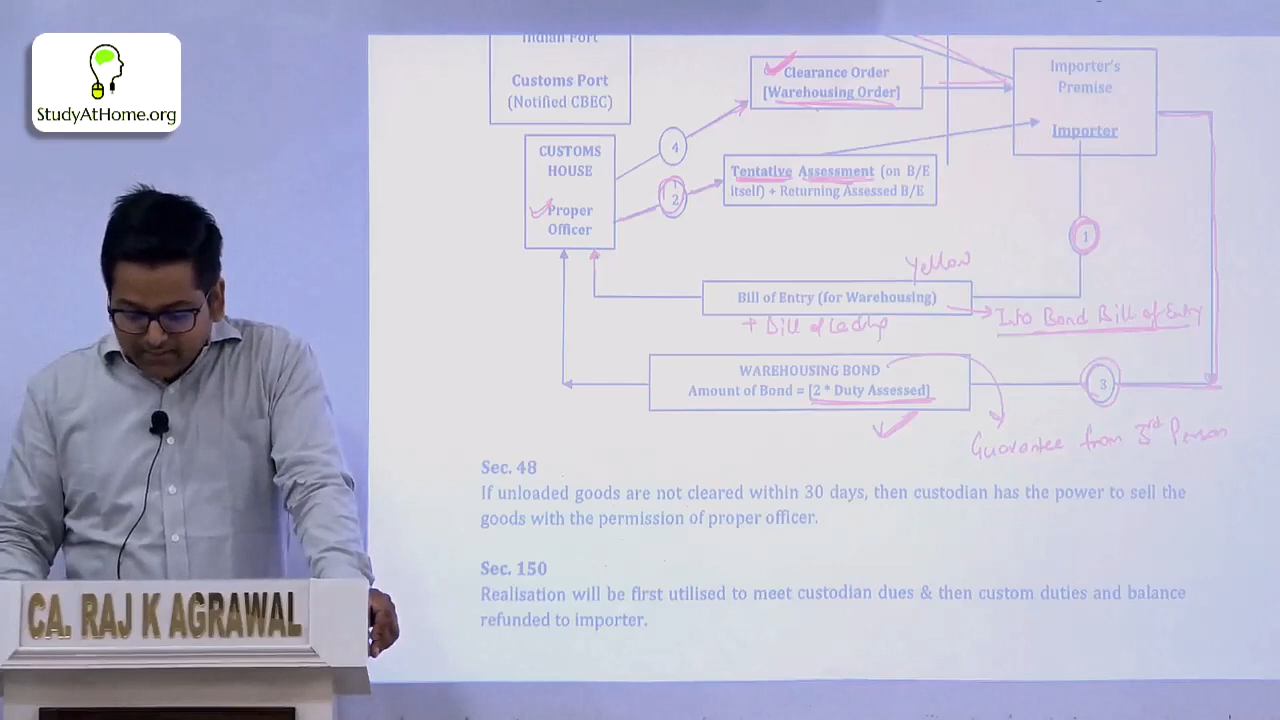 StudyAtHome.org
Indian Port
Customs Port
(Notified CBEC)
Clearance Order
[Warehousing Order]
Importer's
Premise
Importer
CUSTOMS
HOUSE
Proper
Officer
4
2
Tentative Assessment (on B/E
itself) + Returning Assessed B/E
1
Yellow
Bill of Entry (for Warehousing)
+ Bill of Lading
Into Bond Bill of Entry
WAREHOUSING BOND
Amount of Bond = [2 * Duty Assessed]
3
Guarantee from 3rd Person
Sec. 48
If unloaded goods are not cleared within 30 days, then custodian has the power to sell the
goods with the permission of proper officer.
Sec. 150
Realisation will be first utilised to meet custodian dues & then custom duties and balance
refunded to importer.
CA. RAJ K AGRAWAL
StudyAtHome.org